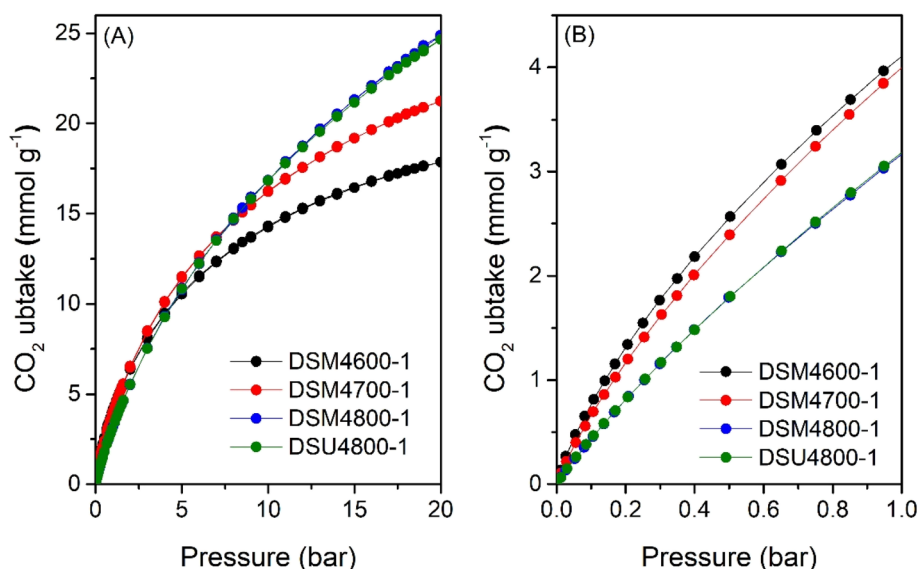 (A)
CO₂ ubtake (mmol g⁻¹)
25
20
15
10
5
0
DSM4600-1
DSM4700-1
DSM4800-1
DSU4800-1
0 5 10 15 20
Pressure (bar)
(B)
CO₂ ubtake (mmol g⁻¹)
4
3
2
1
0
DSM4600-1
DSM4700-1
DSM4800-1
DSU4800-1
0.0 0.2 0.4 0.6 0.8 1.0
Pressure (bar)